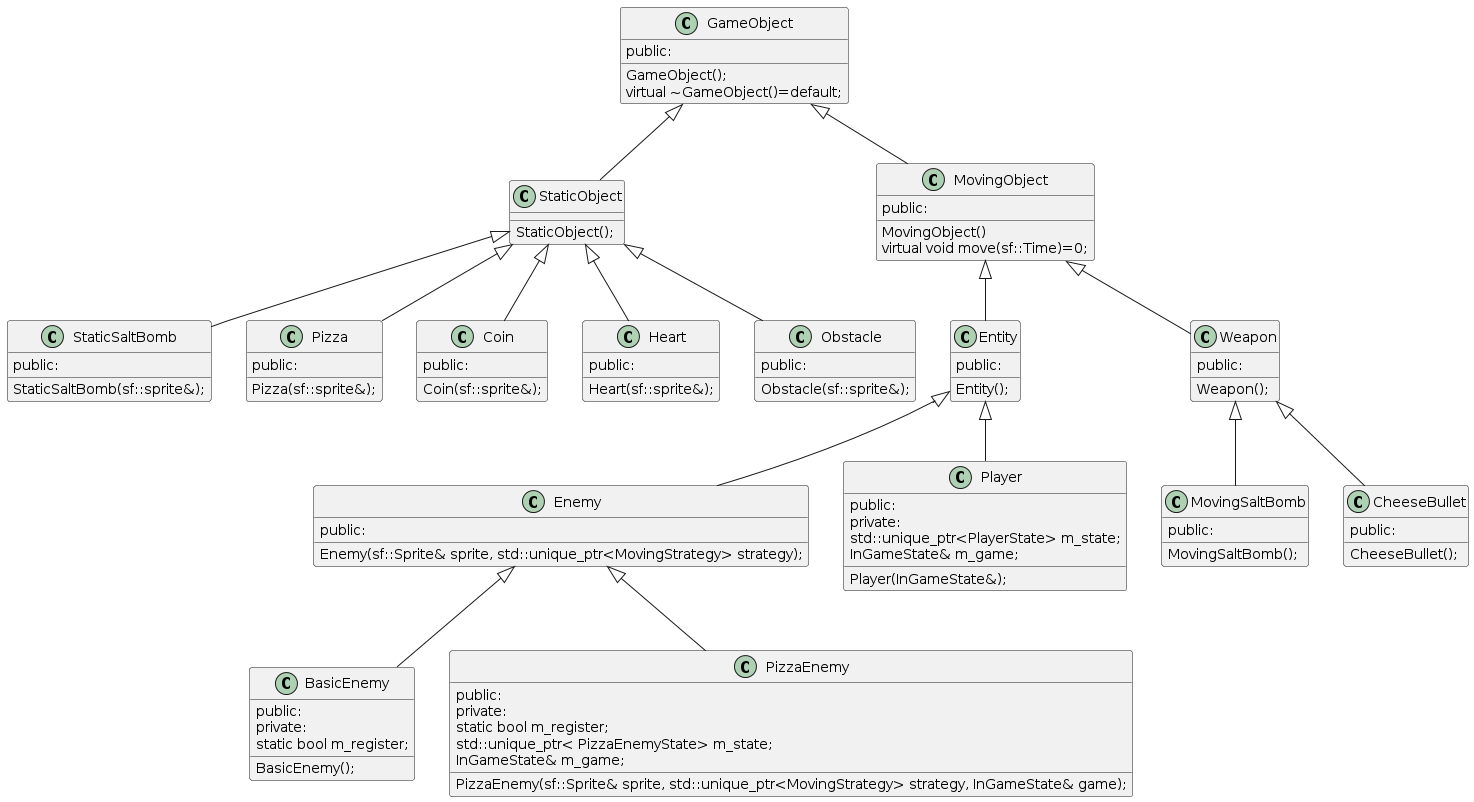 C GameObject
public:
GameObject();
virtual ~GameObject()=default;
C StaticObject
StaticObject();
C MovingObject
public:
MovingObject()
virtual void move(sf::Time)=0;
C StaticSaltBomb
public:
StaticSaltBomb(sf::sprite&);
C Pizza
public:
Pizza(sf::sprite&);
C Coin
public:
Coin(sf::sprite&);
C Heart
public:
Heart(sf::sprite&);
C Obstacle
public:
Obstacle(sf::sprite&);
C Entity
public:
Entity();
C Weapon
public:
Weapon();
C Enemy
public:
Enemy(sf::Sprite& sprite, std::unique_ptr<MovingStrategy> strategy);
C Player
public:
private:
std::unique_ptr<PlayerState> m_state;
InGameState& m_game;
Player(InGameState&);
C MovingSaltBomb
public:
MovingSaltBomb();
C CheeseBullet
public:
CheeseBullet();
C BasicEnemy
public:
private:
static bool m_register;
BasicEnemy();
C PizzaEnemy
public:
private:
static bool m_register;
std::unique_ptr< PizzaEnemyState> m_state;
InGameState& m_game;
PizzaEnemy(sf::Sprite& sprite, std::unique_ptr<MovingStrategy> strategy, InGameState& game);